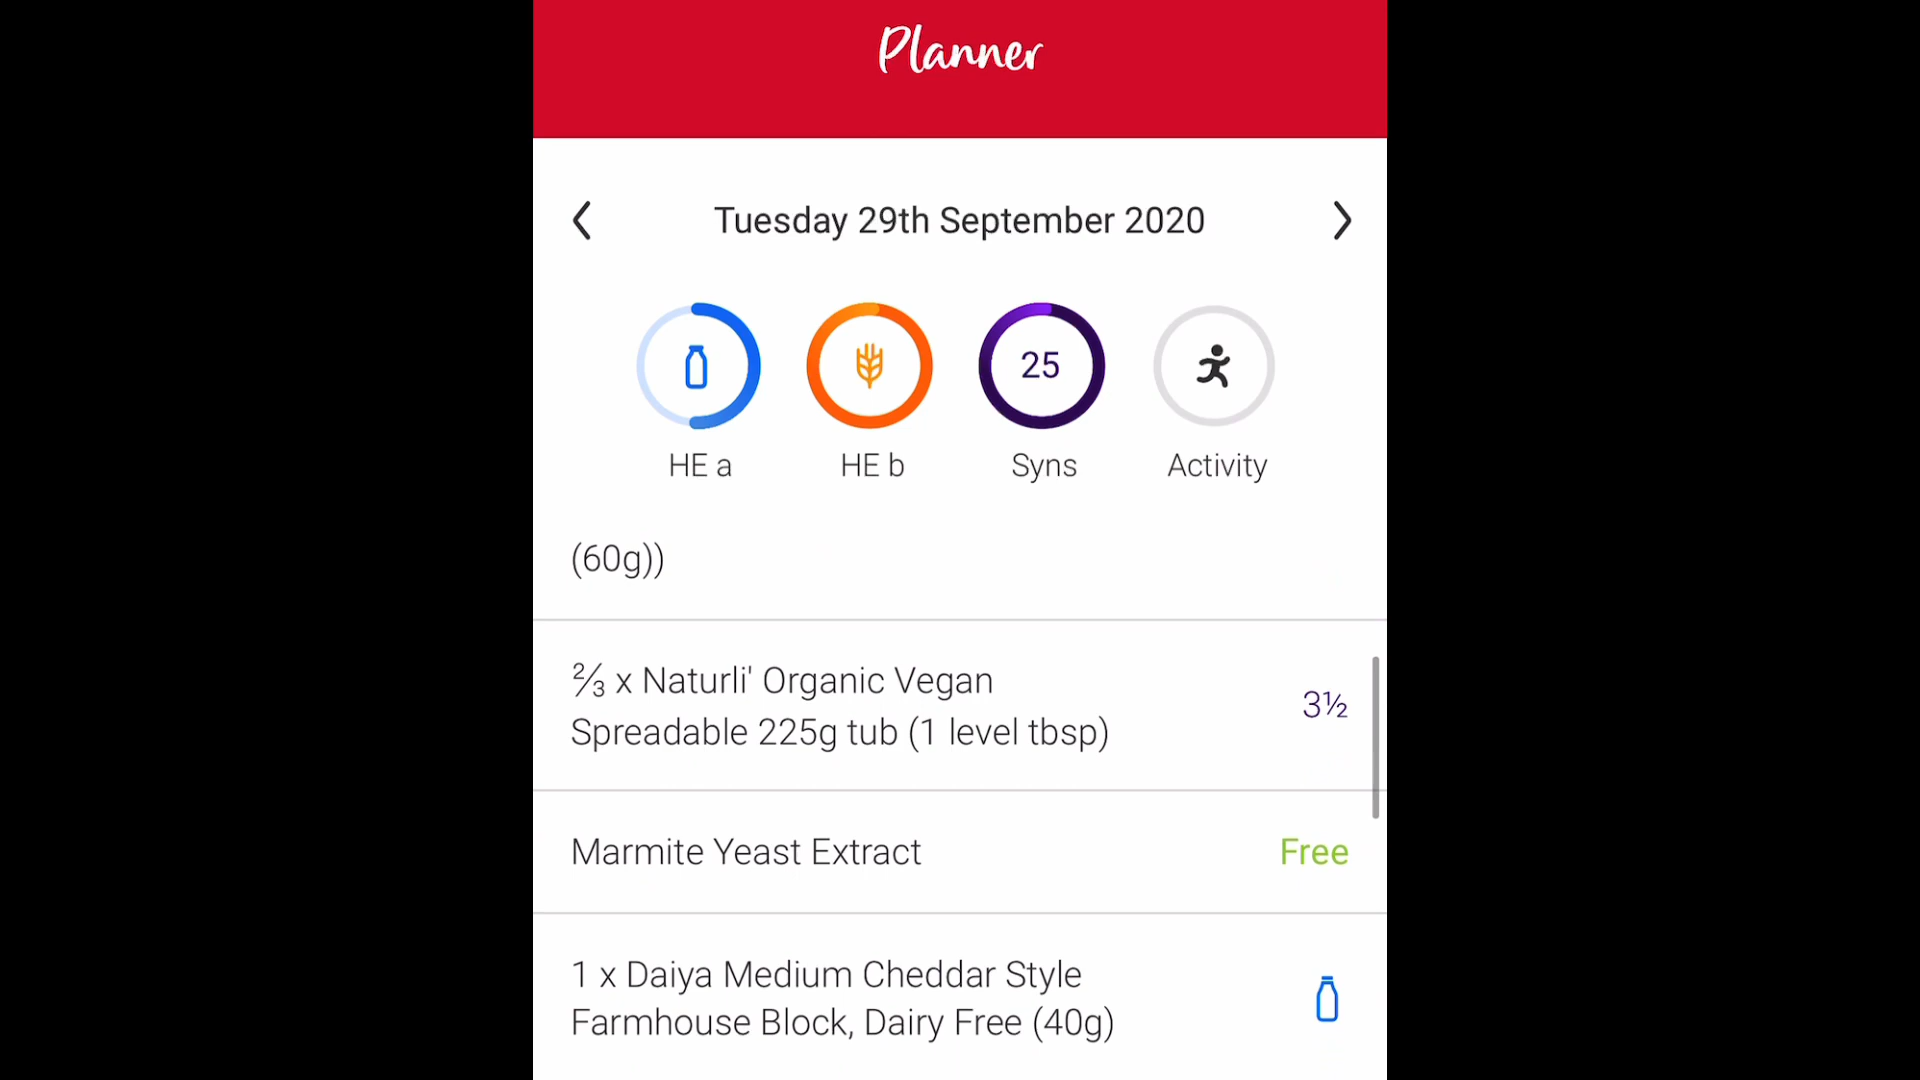 Planner
Tuesday 29th September 2020
25
HE a
HE b
Syns
Activity
(60g))
⅔ x Naturli' Organic Vegan
Spreadable 225g tub (1 level tbsp)
3½
Marmite Yeast Extract
Free
1 x Daiya Medium Cheddar Style
Farmhouse Block, Dairy Free (40g)